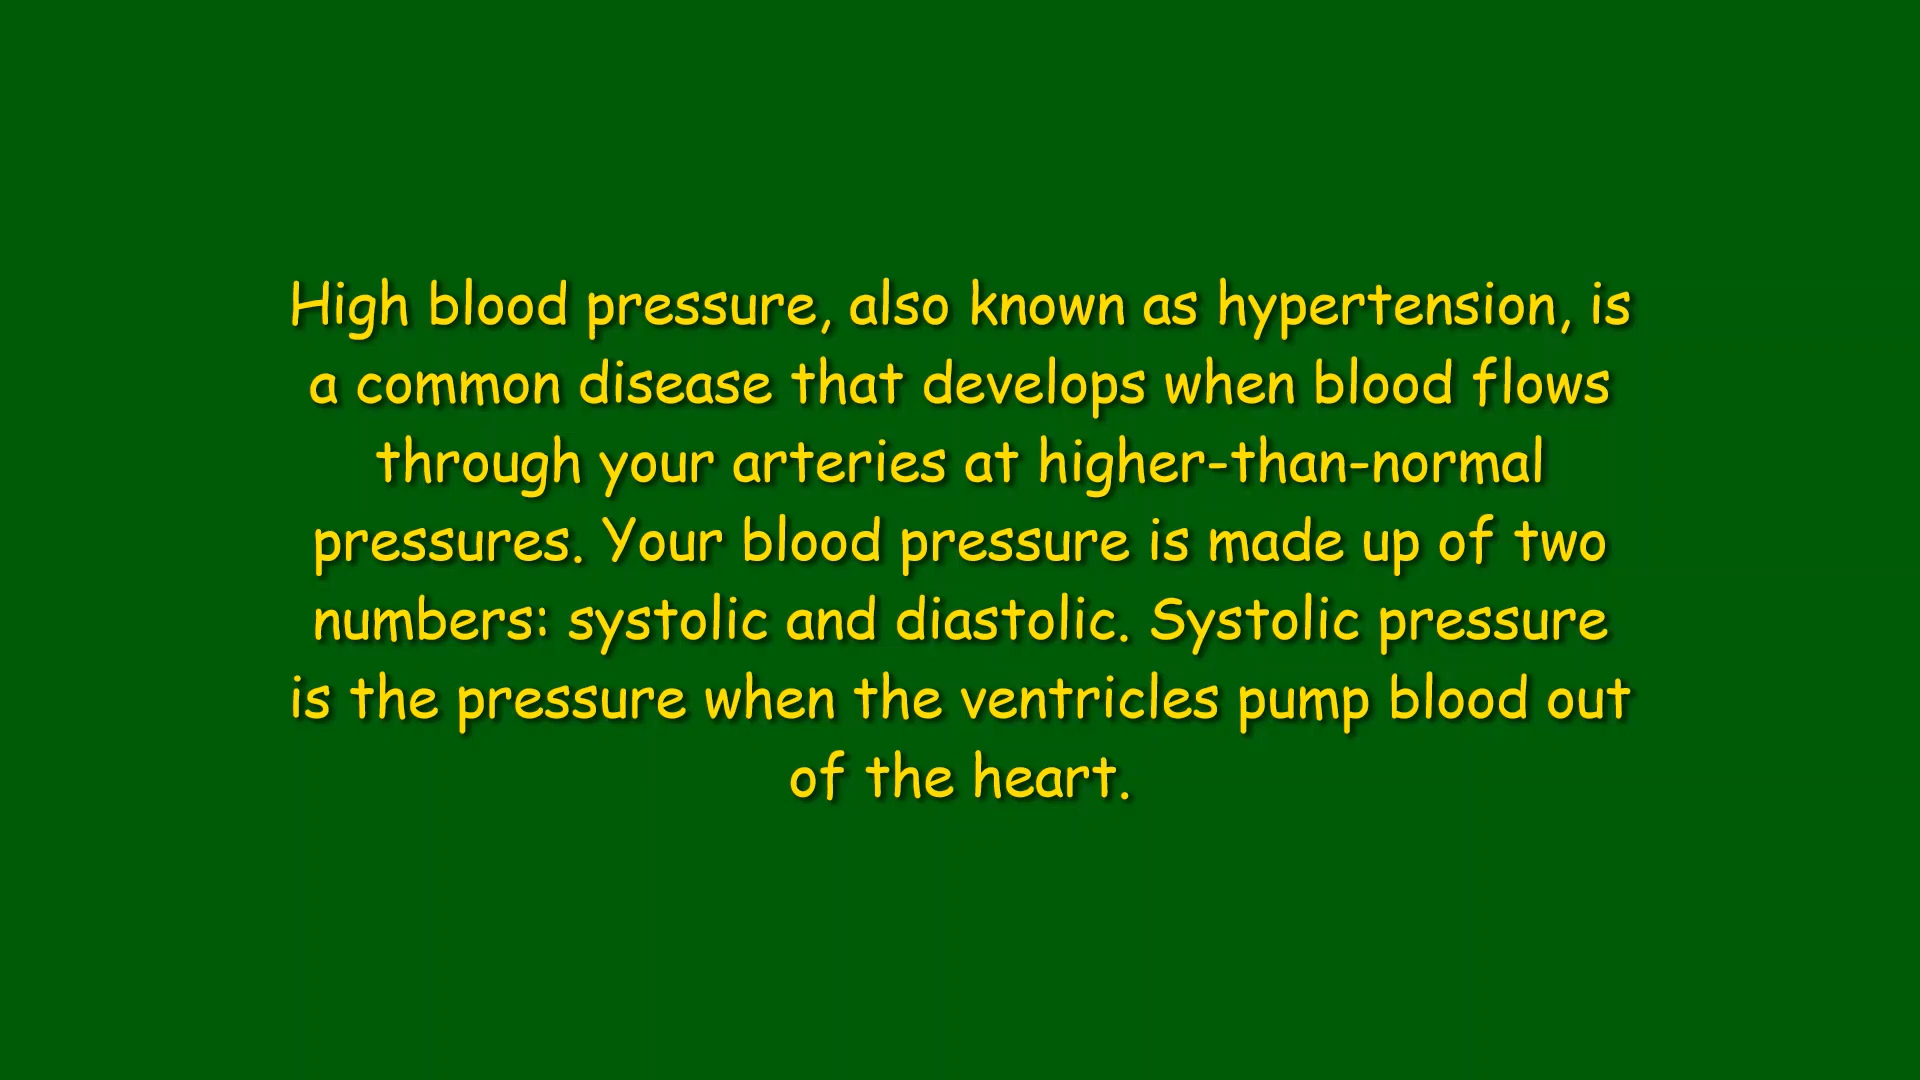 High blood pressure, also known as hypertension, is
a common disease that develops when blood flows
through your arteries at higher-than-normal
pressures. Your blood pressure is made up of two
numbers: systolic and diastolic. Systolic pressure
is the pressure when the ventricles pump blood out
of the heart.